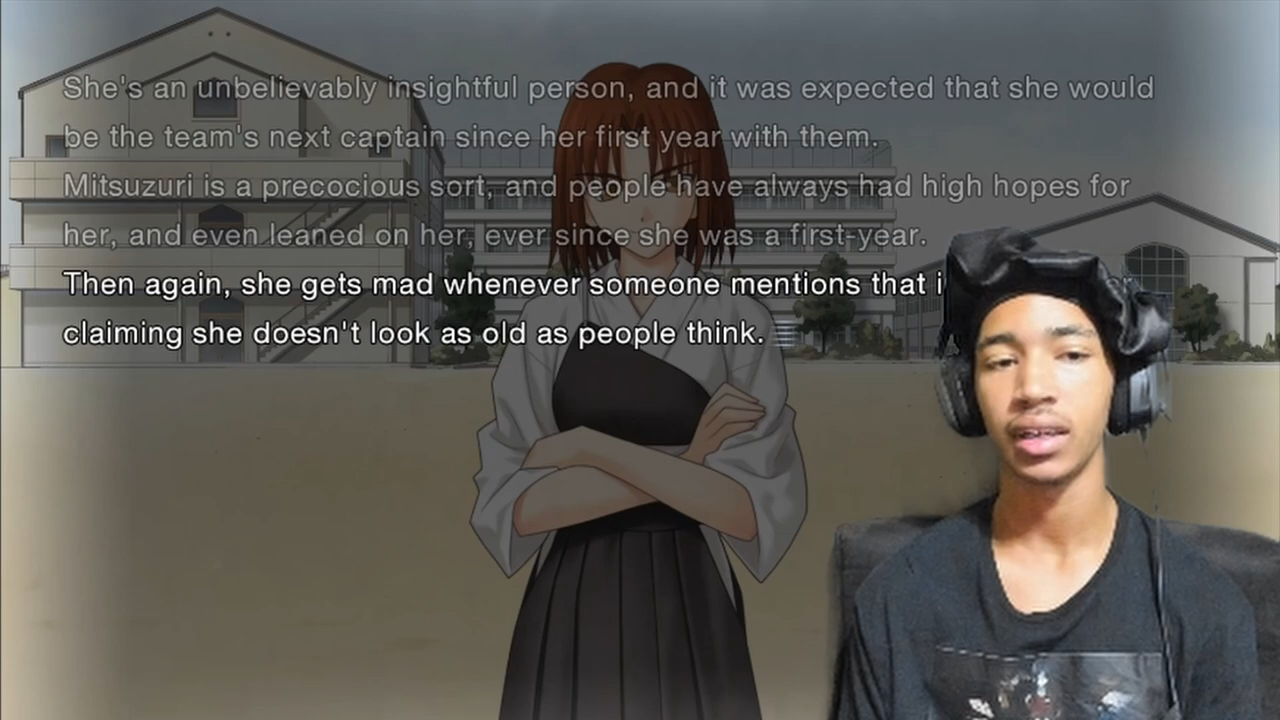 She's an unbelievably insightful person, and it was expected that she would
be the team's next captain since her first year with them.
Mitsuzuri is a precocious sort, and people have always had high hopes for
her, and even leaned on her, ever since she was a first-year.
Then again, she gets mad whenever someone mentions that
claiming she doesn't look as old as people think.